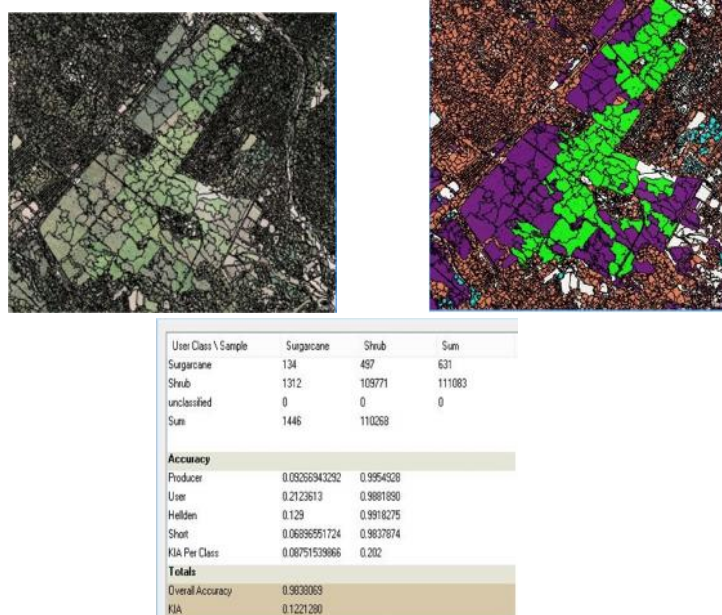 User Class \ Sample Surgarcane Shrub Sum
Surgarcane 134 497 631
Shrub 1312 109771 111083
unclassified 0 0 0
Sum 1446 110268
Accuracy
Producer 0.09266943292 0.9954928
User 0.2123613 0.9881890
Hellden 0.129 0.9918275
Short 0.06896551724 0.9837874
KIA Per Class 0.08751539866 0.202
Totals
Overall Accuracy 0.9838069
KIA 0.1221280